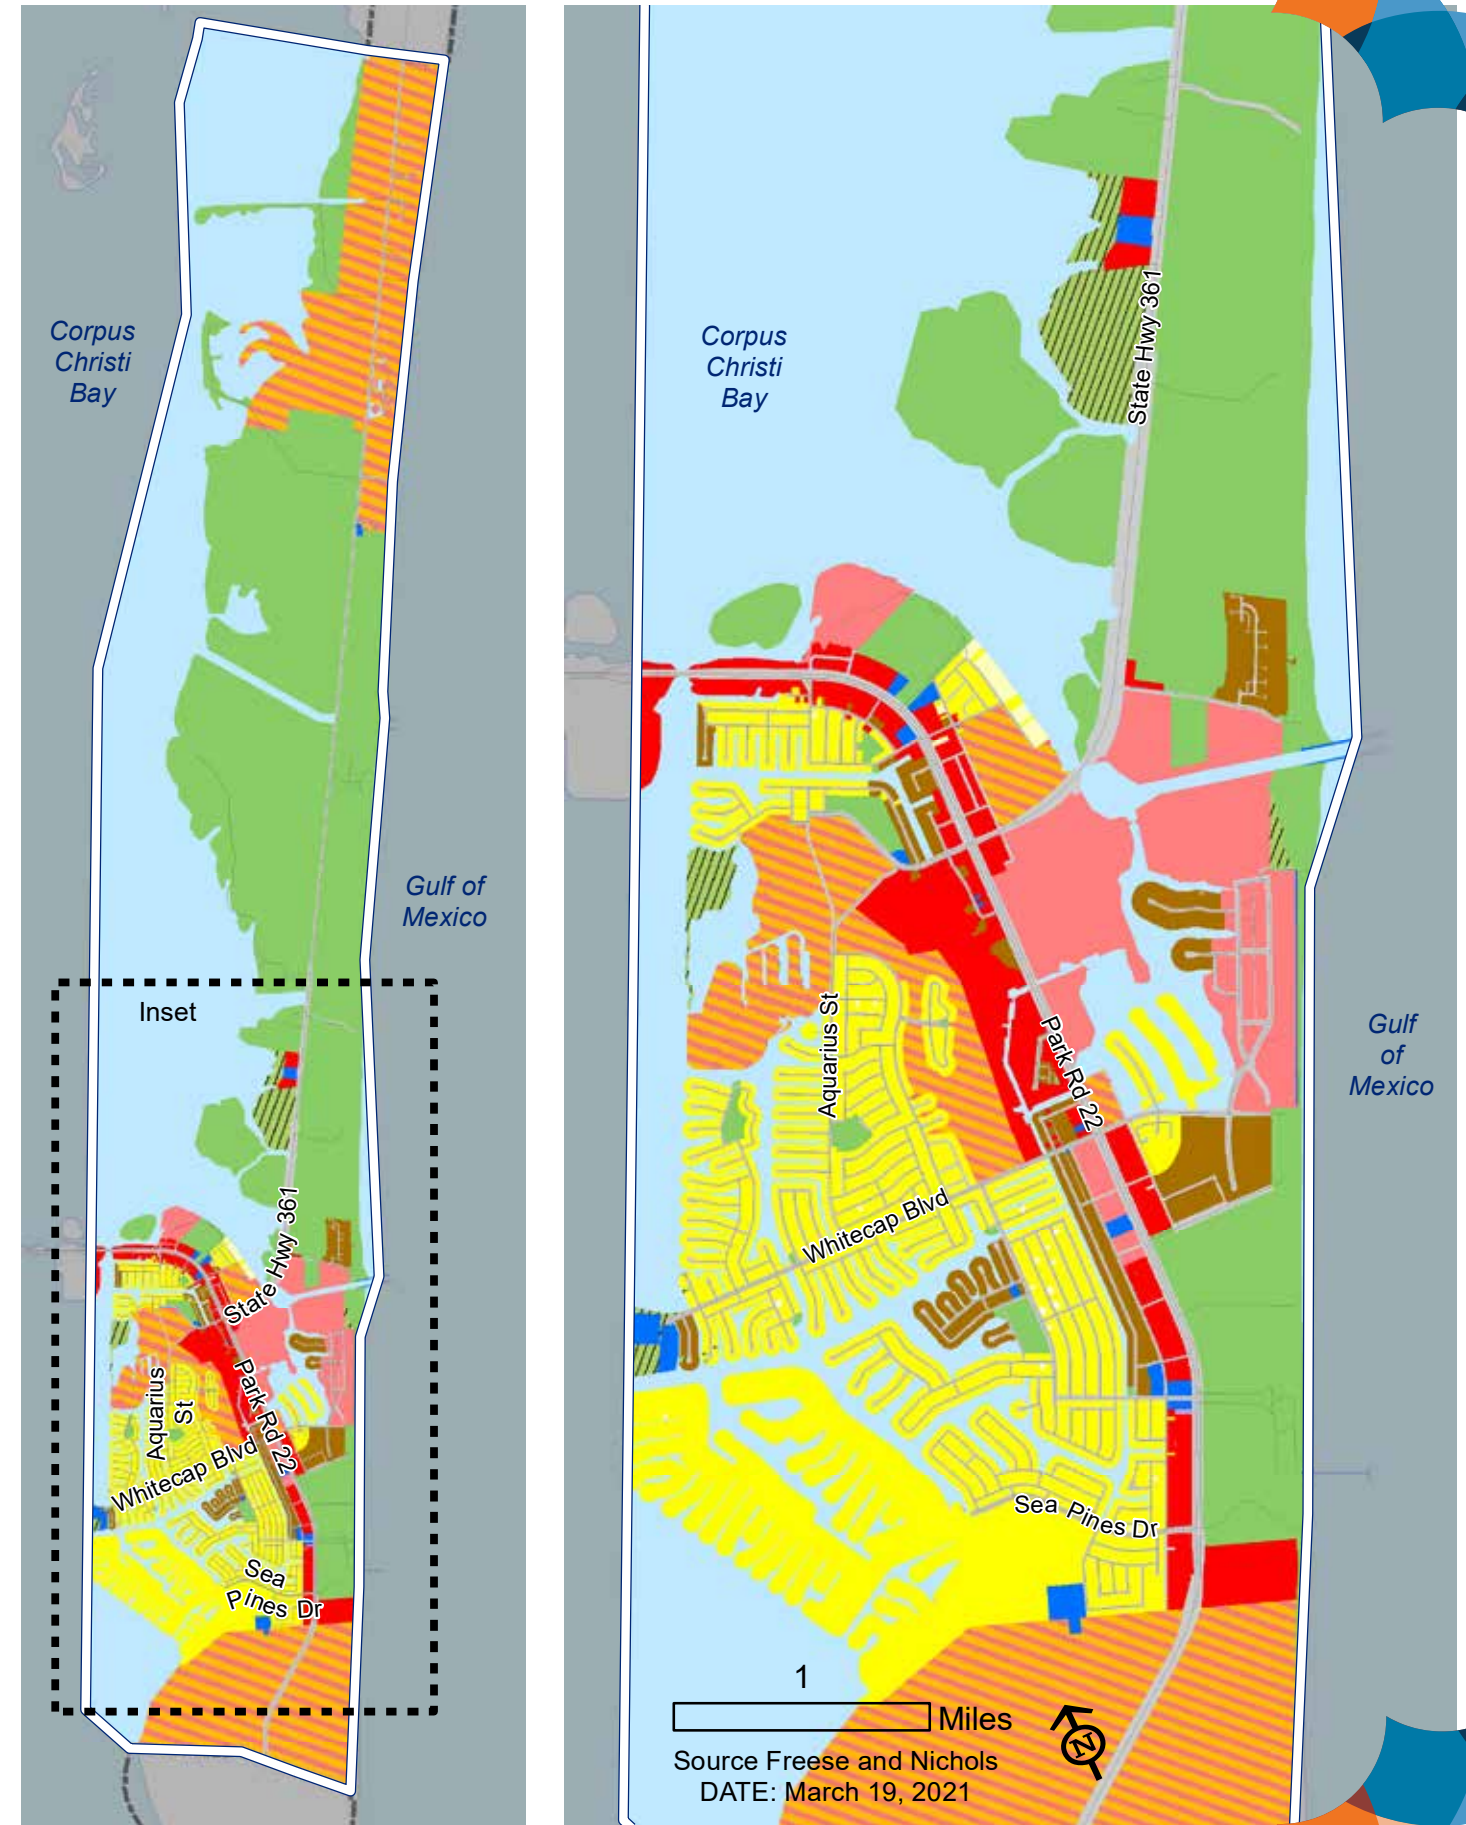 Corpus
Christi
Bay
Gulf of
Mexico
Inset
State Hwy 361
Park Rd 22
Aquarius
St
Whitecap Blvd
Sea
Pines Dr
Corpus
Christi
Bay
State Hwy 361
Aquarius St
Park Rd 22
Gulf
of
Mexico
Whitecap Blvd
Sea Pines Dr
1
Miles
Source Freese and Nichols
DATE: March 19, 2021
N